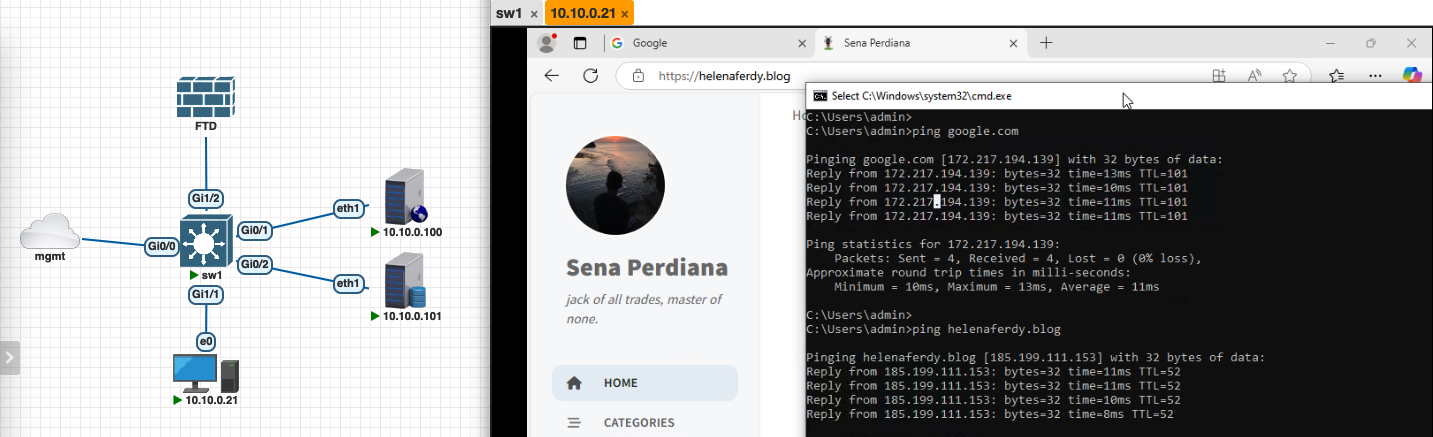 FTD
Gi1/2
eth1
Gi0/1
10.10.0.100
mgmt
Gi0/0
sw1
Gi0/2
eth1
10.10.0.101
Gi1/1
e0
10.10.0.21
sw1 × 10.10.0.21 ×
Google
Sena Perdiana
https://helenaferdy.blog
Sena Perdiana
jack of all trades, master of
none.
HOME
CATEGORIES
Ho
Select C:\Windows\system32\cmd.exe
C:\Users\admin>
C:\Users\admin>ping google.com
Pinging google.com [172.217.194.139] with 32 bytes of data:
Reply from 172.217.194.139: bytes=32 time=13ms TTL=101
Reply from 172.217.194.139: bytes=32 time=10ms TTL=101
Reply from 172.217.194.139: bytes=32 time=11ms TTL=101
Reply from 172.217.194.139: bytes=32 time=11ms TTL=101
Ping statistics for 172.217.194.139:
Packets: Sent = 4, Received = 4, Lost = 0 (0% loss),
Approximate round trip times in milli-seconds:
Minimum = 10ms, Maximum = 13ms, Average = 11ms
C:\Users\admin>
C:\Users\admin>ping helenaferdy.blog
Pinging helenaferdy.blog [185.199.111.153] with 32 bytes of data:
Reply from 185.199.111.153: bytes=32 time=11ms TTL=52
Reply from 185.199.111.153: bytes=32 time=11ms TTL=52
Reply from 185.199.111.153: bytes=32 time=10ms TTL=52
Reply from 185.199.111.153: bytes=32 time=8ms TTL=52